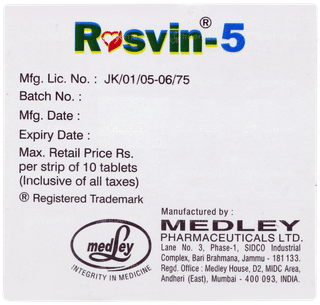 Rosvin®-5
Mfg. Lic. No. : JK/01/05-06/75
Batch No. :
Mfg. Date :
Expiry Date :
Max. Retail Price Rs.
per strip of 10 tablets
(Inclusive of all taxes)
® Registered Trademark
medley
INTEGRITY IN MEDICINE
Manufactured by :
MEDLEY
PHARMACEUTICALS LTD.
Lane No. 3, Phase-1, SIDCO Industrial
Complex, Bari Brahmana, Jammu - 181 133.
Regd. Office : Medley House, D2, MIDC Area,
Andheri (East), Mumbai - 400 093, INDIA.